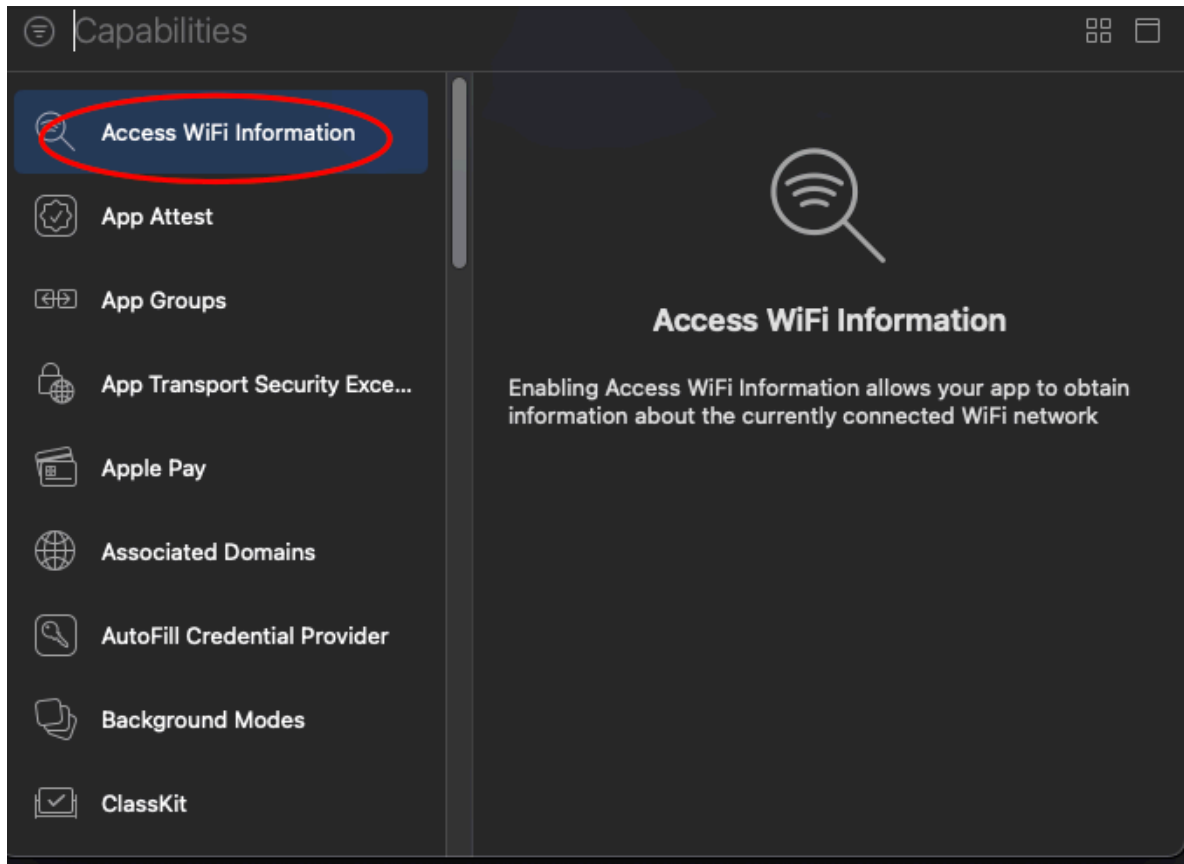 Capabilities
Access WiFi Information
App Attest
App Groups
App Transport Security Exce...
Apple Pay
Associated Domains
AutoFill Credential Provider
Background Modes
ClassKit
Access WiFi Information
Enabling Access WiFi Information allows your app to obtain
information about the currently connected WiFi network